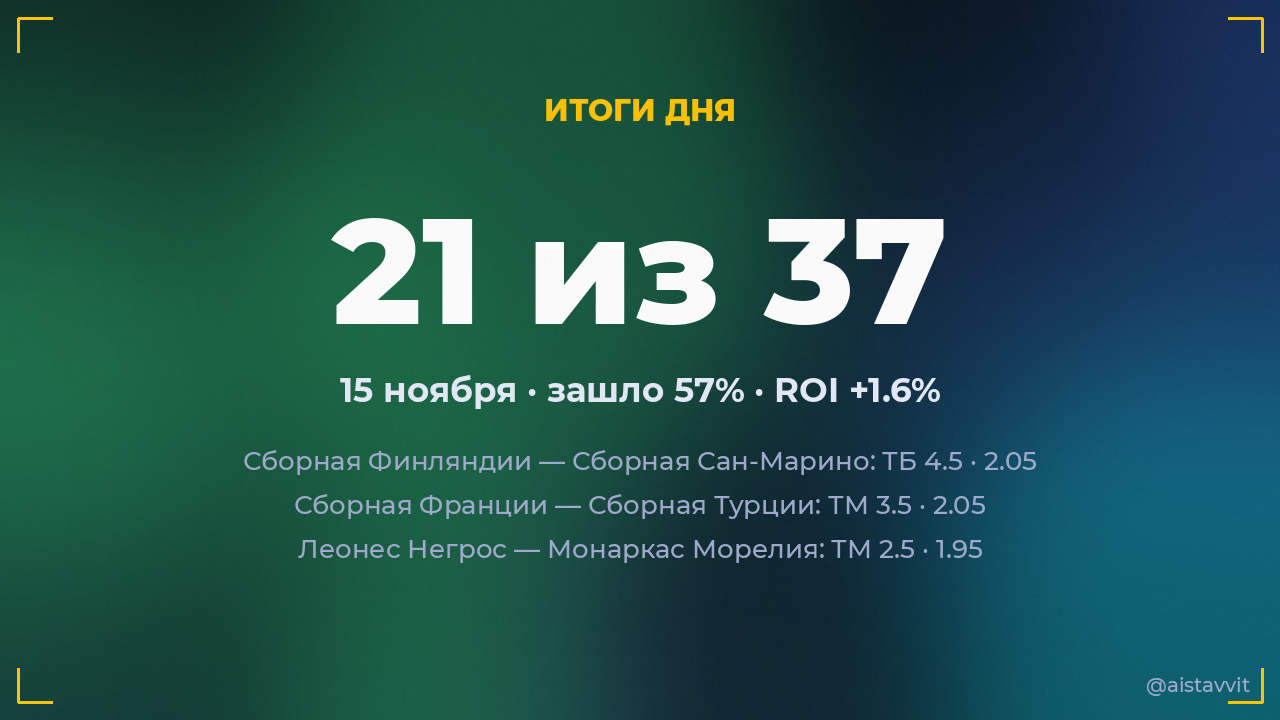 ИТОГИ ДНЯ
21 из 37
15 ноября · зашло 57% · ROI +1.6%
Сборная Финляндии — Сборная Сан-Марино: ТБ 4.5 · 2.05
Сборная Франции — Сборная Турции: ТМ 3.5 · 2.05
Леонес Негрос — Монаркас Морелия: ТМ 2.5 · 1.95
@aistavvit